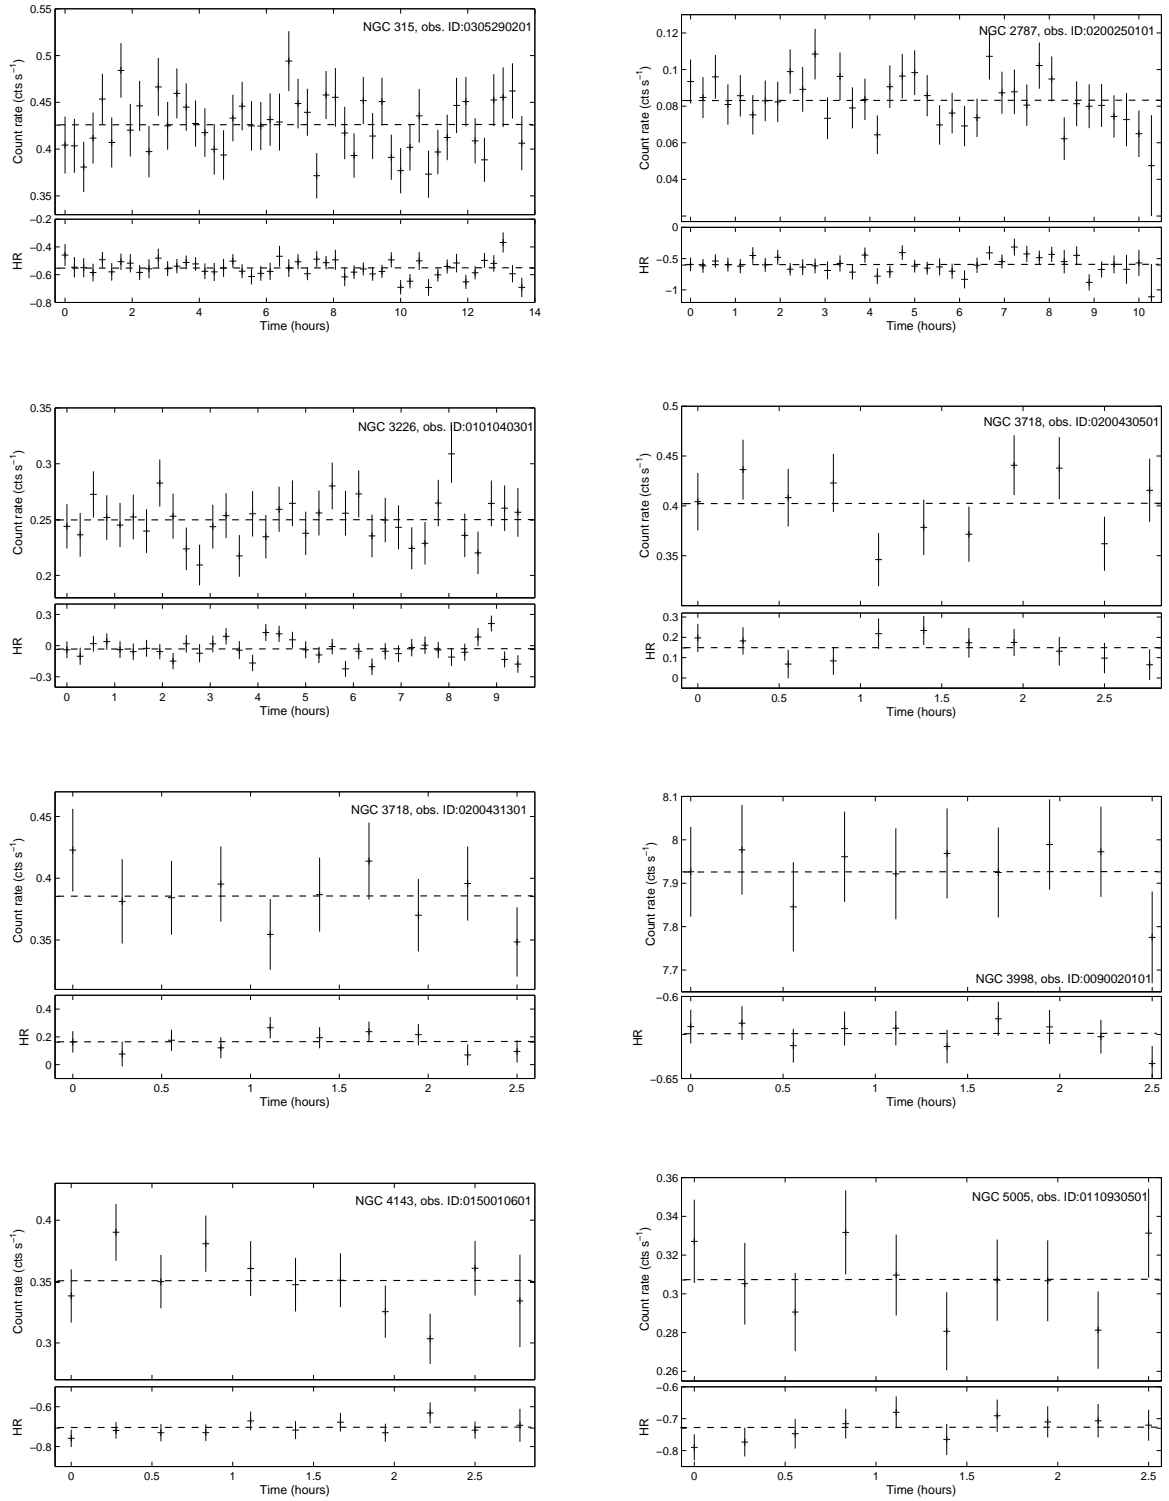 NGC 315, obs. ID:0305290201
Count rate (cts s⁻¹)
0.55
0.5
0.45
0.4
0.35
HR
−0.2
−0.4
−0.6
−0.8
0 2 4 6 8 10 12 14
Time (hours)
NGC 2787, obs. ID:0200250101
Count rate (cts s⁻¹)
0.12
0.1
0.08
0.06
0.04
HR
0
−0.5
−1
0 1 2 3 4 5 6 7 8 9 10
Time (hours)
NGC 3226, obs. ID:0101040301
Count rate (cts s⁻¹)
0.35
0.3
0.25
0.2
HR
0.3
0
−0.3
0 1 2 3 4 5 6 7 8 9
Time (hours)
NGC 3718, obs. ID:0200430501
Count rate (cts s⁻¹)
0.5
0.45
0.4
0.35
HR
0.3
0.2
0.1
0
0 0.5 1 1.5 2 2.5
Time (hours)
NGC 3718, obs. ID:0200431301
Count rate (cts s⁻¹)
0.45
0.4
0.35
HR
0.4
0.2
0
0 0.5 1 1.5 2 2.5
Time (hours)
Count rate (cts s⁻¹)
8.1
8
7.9
7.8
7.7
NGC 3998, obs. ID:0090020101
HR
−0.6
−0.65
0 0.5 1 1.5 2 2.5
Time (hours)
NGC 4143, obs. ID:0150010601
Count rate (cts s⁻¹)
0.4
0.35
0.3
HR
−0.6
−0.8
0 0.5 1 1.5 2 2.5
Time (hours)
NGC 5005, obs. ID:0110930501
Count rate (cts s⁻¹)
0.36
0.34
0.32
0.3
0.28
0.26
HR
−0.6
−0.7
−0.8
0 0.5 1 1.5 2 2.5
Time (hours)